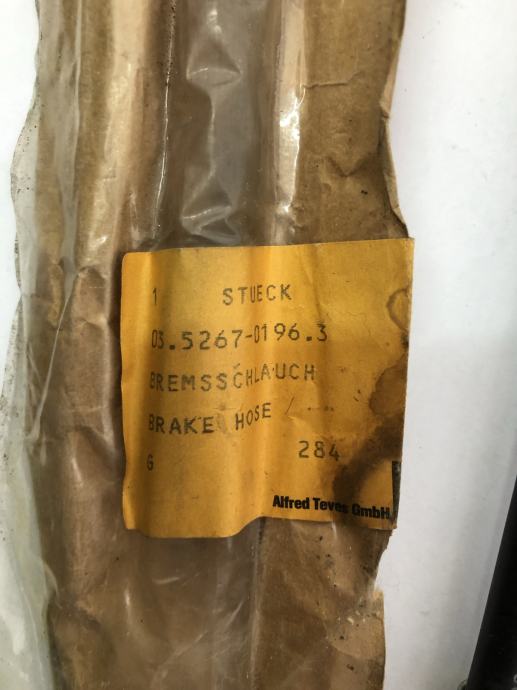 1 STUECK
03.5267-0196.3
BREMSSCHLAUCH
BRAKE HOSE /
G 284
Alfred Teves GmbH